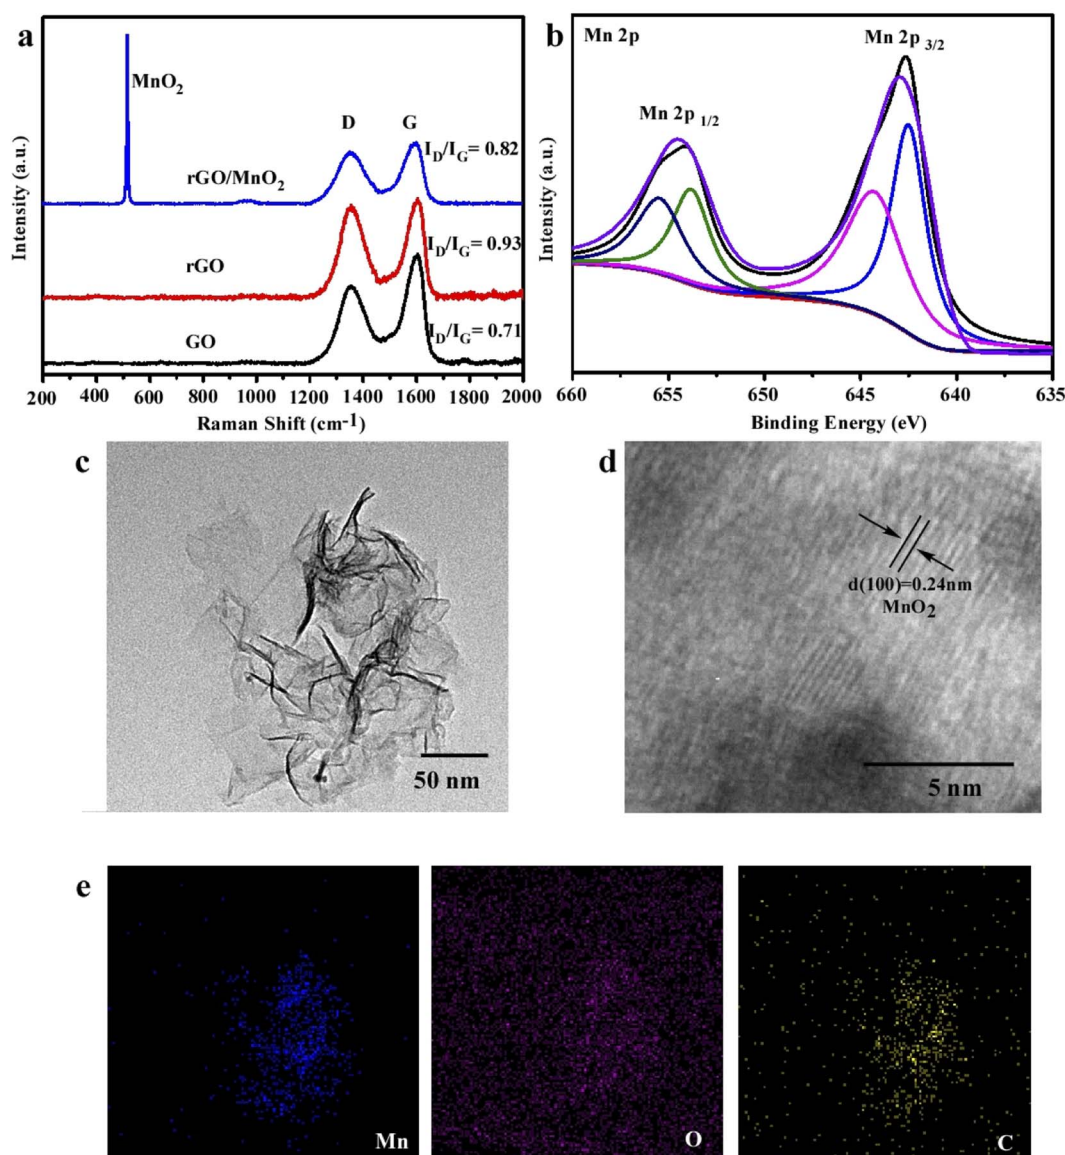 a
MnO2
D G
ID/IG= 0.82
rGO/MnO2
ID/IG= 0.93
rGO
ID/IG= 0.71
GO
Intensity (a.u.)
200 400 600 800 1000 1200 1400 1600 1800 2000
Raman Shift (cm-1)
b
Mn 2p
Mn 2p 3/2
Mn 2p 1/2
Intensity (a.u.)
660 655 650 645 640 635
Binding Energy (eV)
c
50 nm
d
d(100)=0.24nm
MnO2
5 nm
e
Mn
O
C